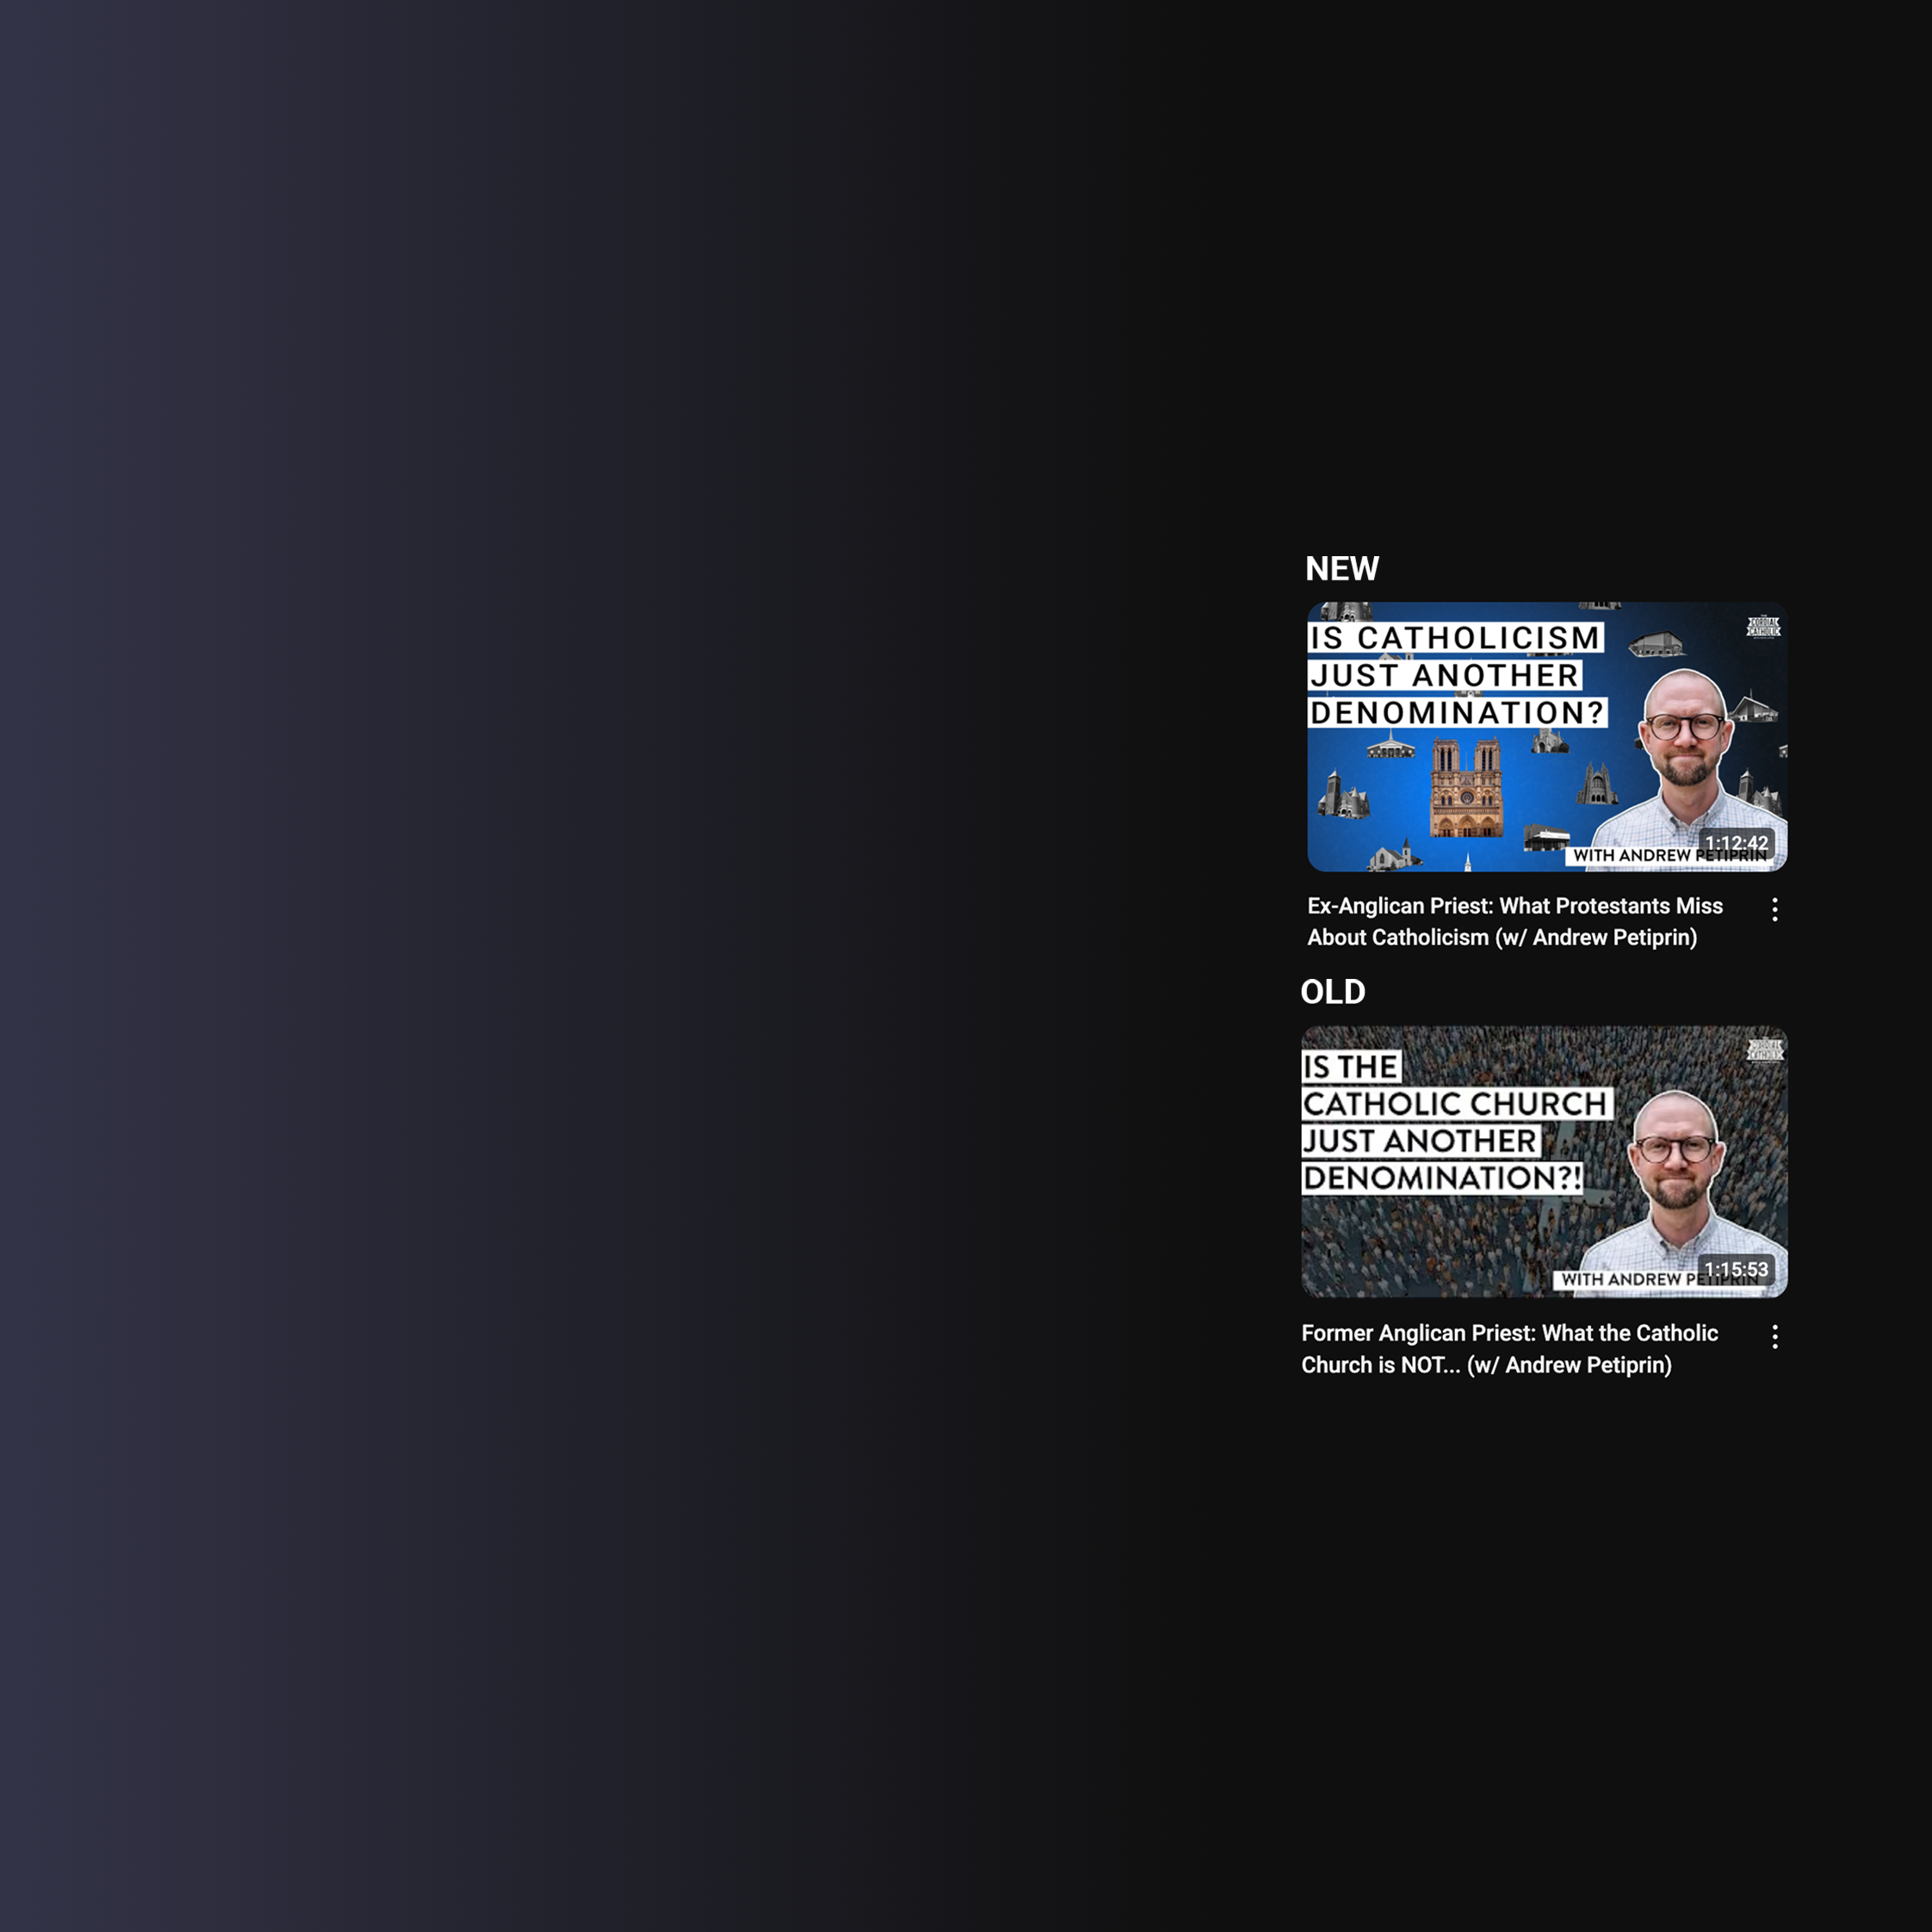 NEW
IS CATHOLICISM
JUST ANOTHER
DENOMINATION?
CORDIAL
CATHOLIC
WITH ANDREW PETIPRIN
1:12:42
Ex-Anglican Priest: What Protestants Miss
About Catholicism (w/ Andrew Petiprin)
OLD
IS THE
CATHOLIC CHURCH
JUST ANOTHER
DENOMINATION?!
CORDIAL
CATHOLIC
WITH ANDREW PETIPRIN
1:15:53
Former Anglican Priest: What the Catholic
Church is NOT... (w/ Andrew Petiprin)